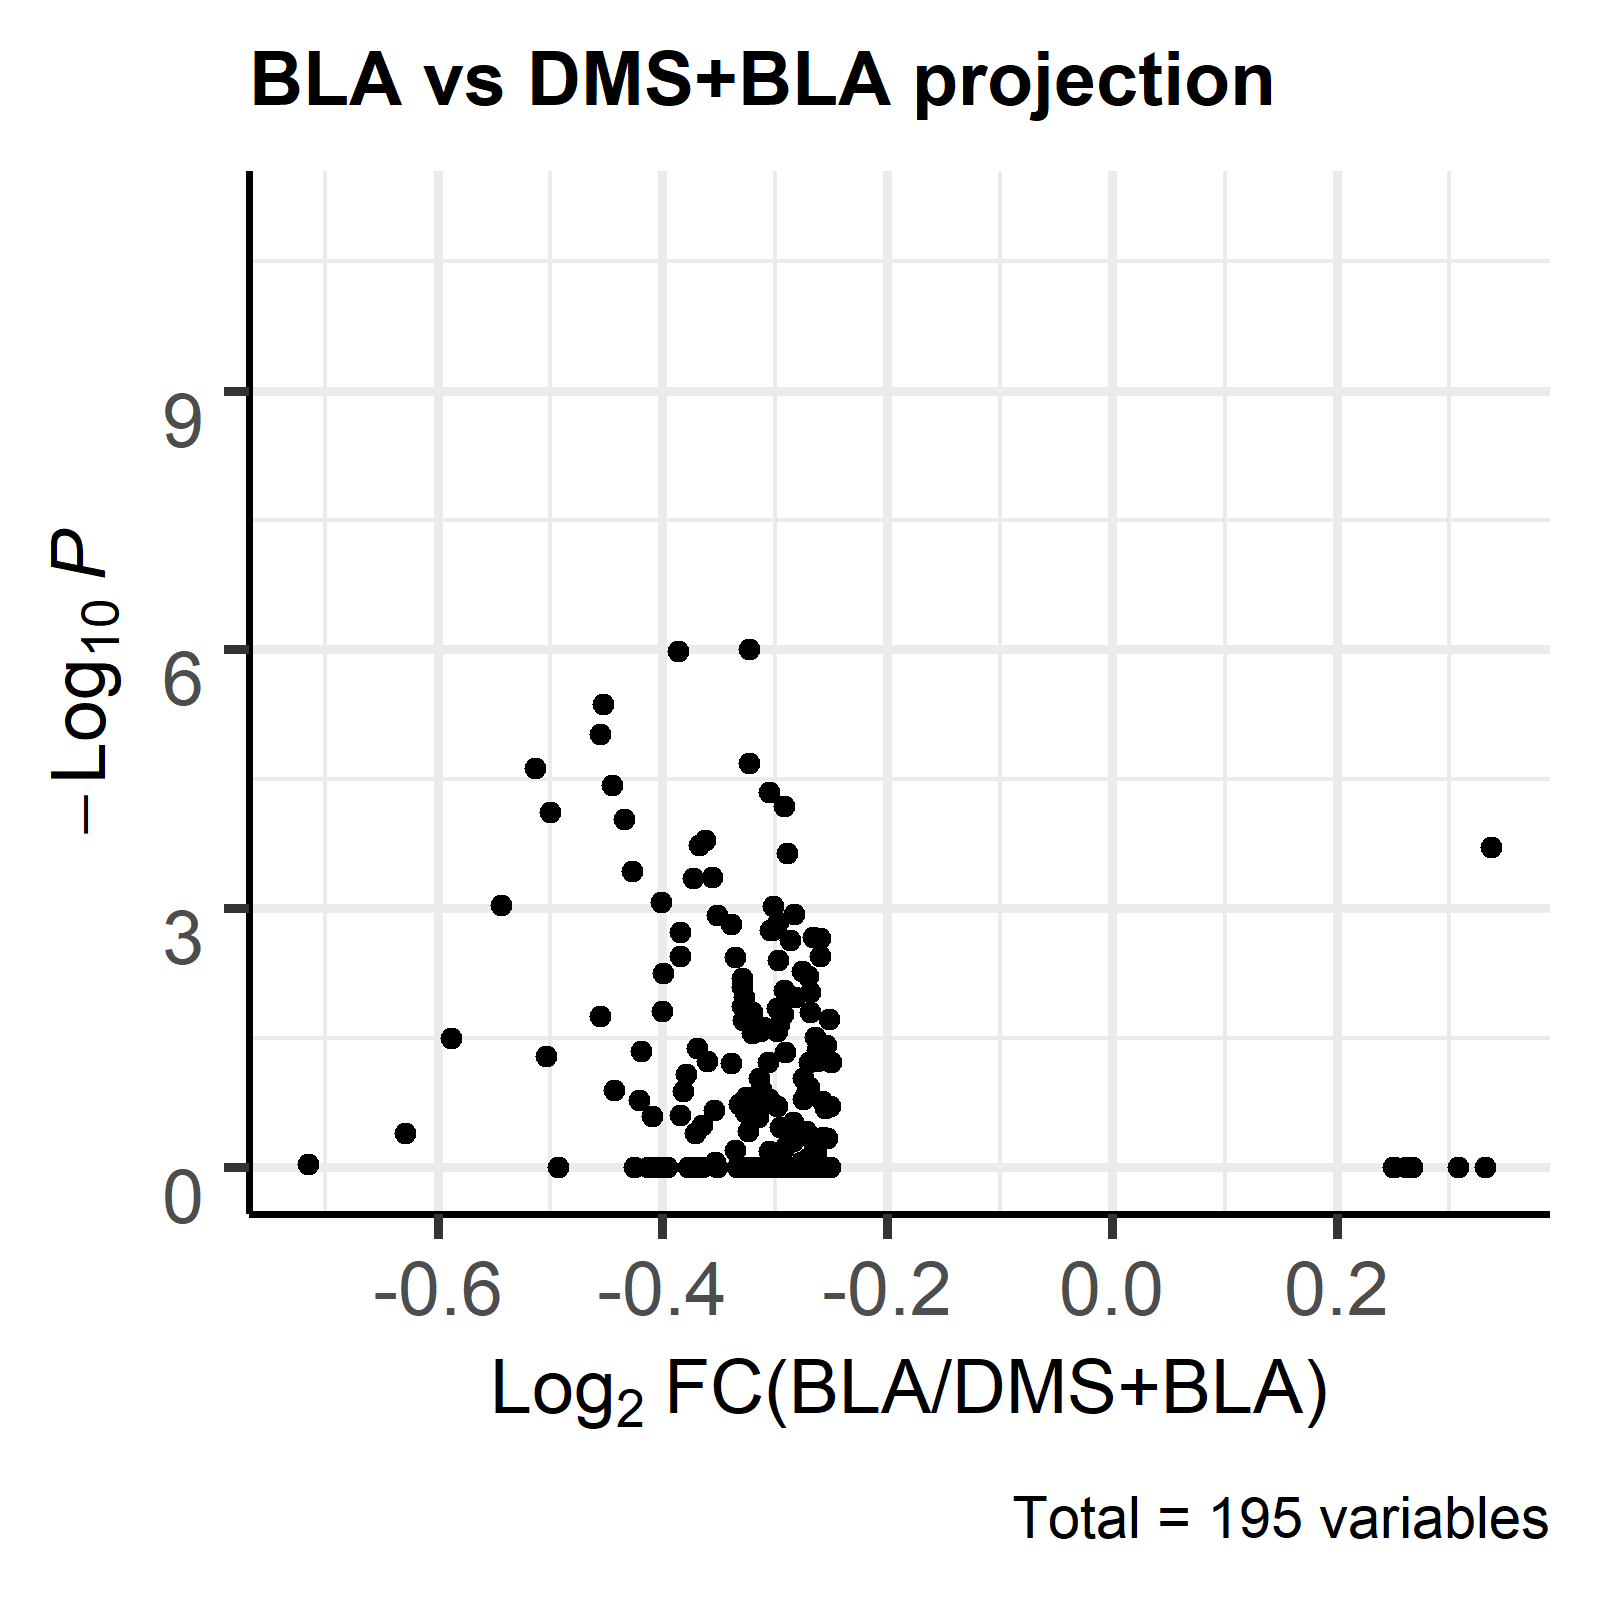 BLA vs DMS+BLA projection
−Log₁₀ P
9
6
3
0
-0.6 -0.4 -0.2 0.0 0.2
Log₂ FC(BLA/DMS+BLA)
Total = 195 variables